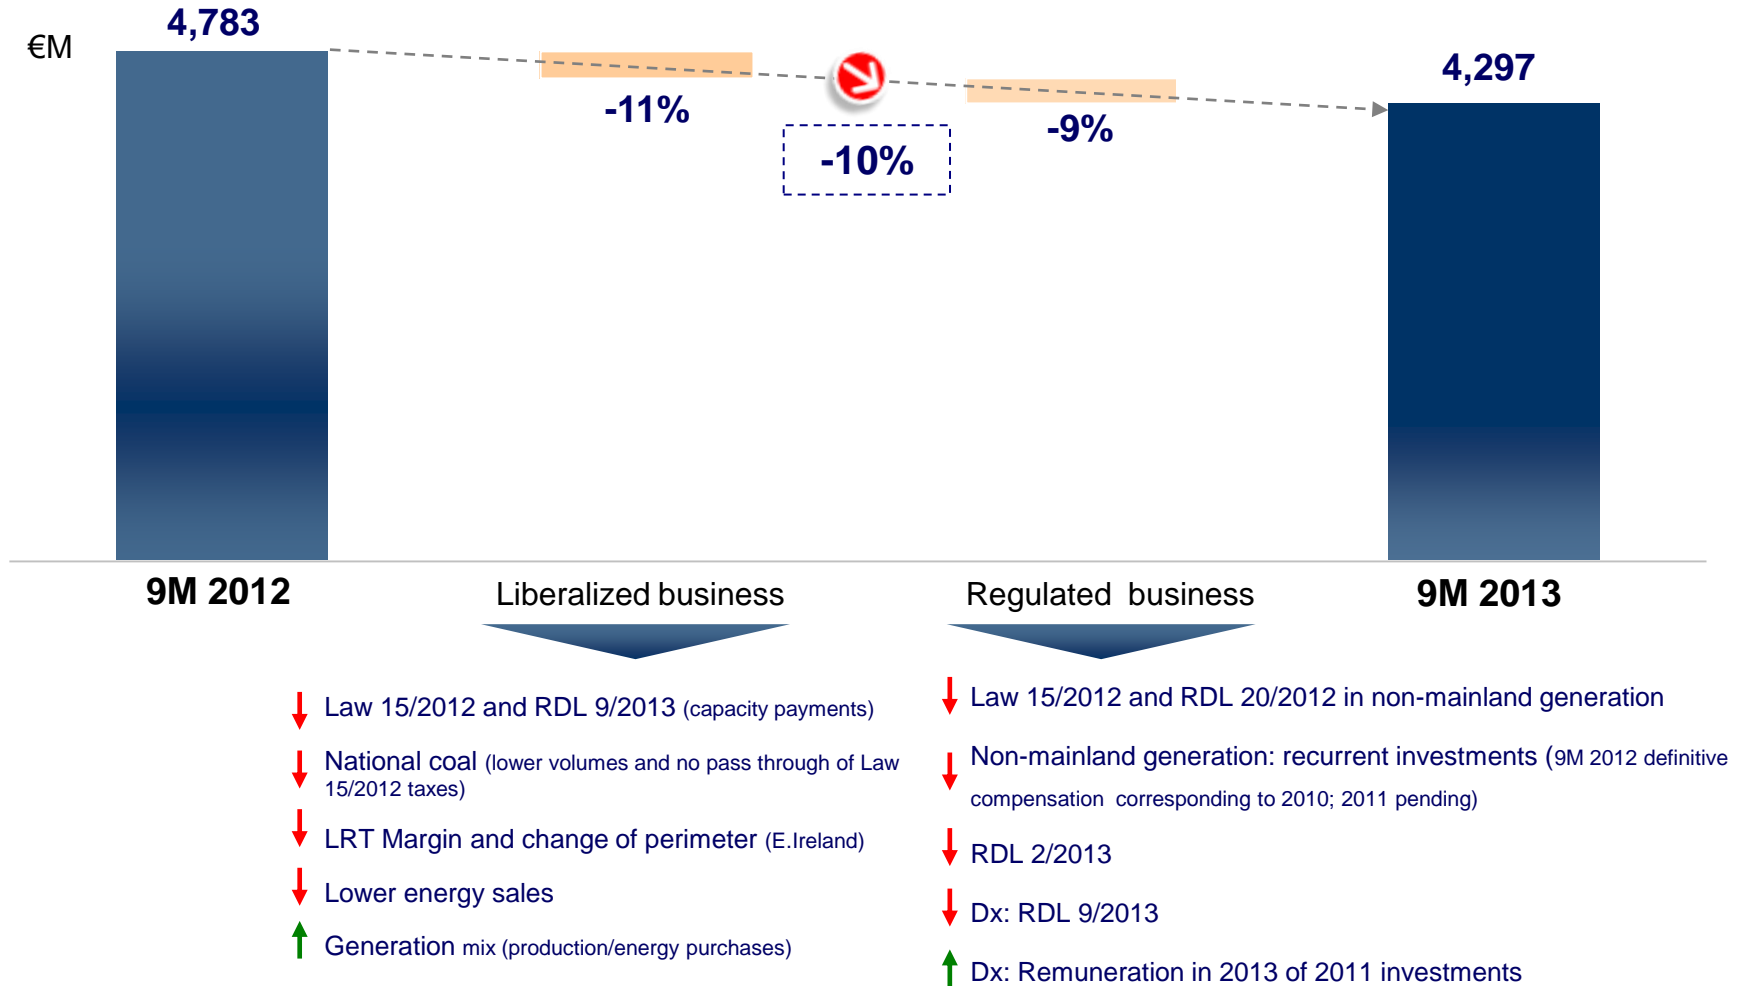 4,783
€M
4,297
-11%
-9%
-10%
9M 2012
Liberalized business
Regulated business
9M 2013
Law 15/2012 and RDL 9/2013 (capacity payments)
National coal (lower volumes and no pass through of Law
15/2012 taxes)
LRT Margin and change of perimeter (E.Ireland)
Lower energy sales
Generation mix (production/energy purchases)
Law 15/2012 and RDL 20/2012 in non-mainland generation
Non-mainland generation: recurrent investments (9M 2012 definitive
compensation corresponding to 2010; 2011 pending)
RDL 2/2013
Dx: RDL 9/2013
Dx: Remuneration in 2013 of 2011 investments